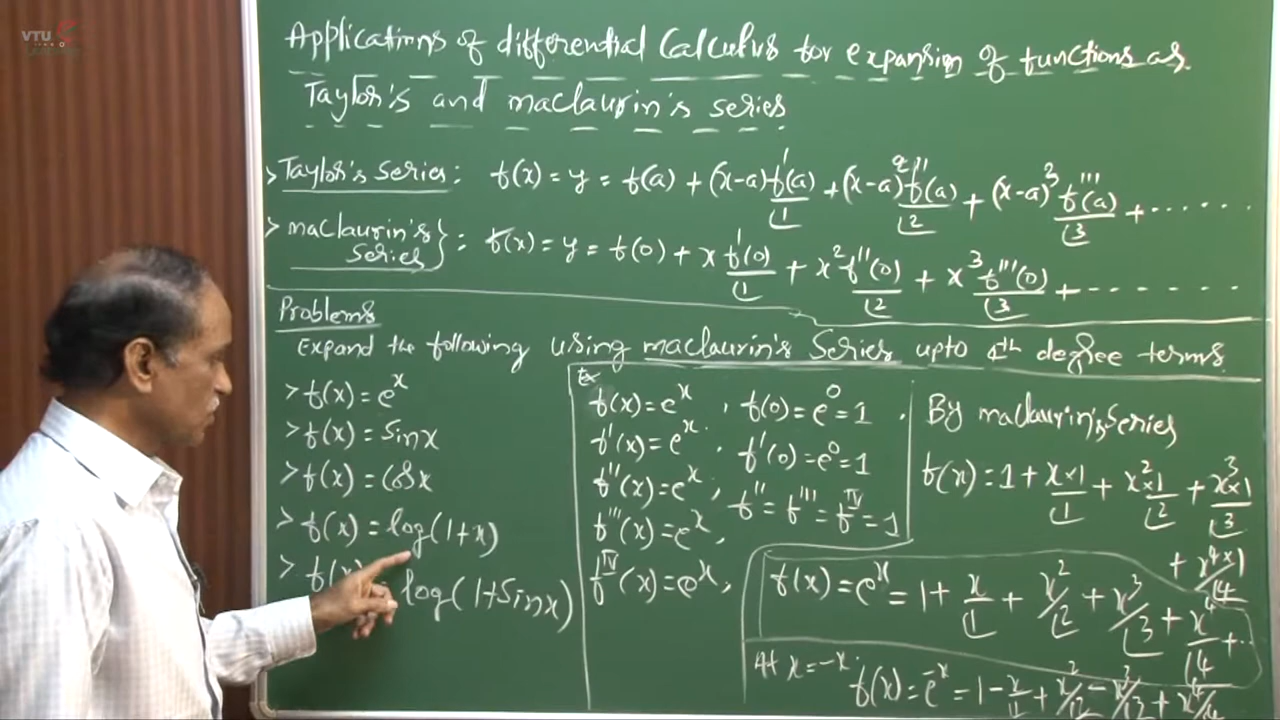 VTU
Applications of differential Calculus for expansion of functions as
Taylor's and maclaurin's series
> Taylor's Series : f(x) = y = f(a) + (x-a) f'(a)/⌊1 + (x-a)² f''(a)/⌊2 + (x-a)³ f'''(a)/⌊3 + ......
> maclaurin's Series } : f(x) = y = f(0) + x f'(0)/⌊1 + x² f''(0)/⌊2 + x³ f'''(0)/⌊3 + ........
Problems
Expand the following using maclaurin's Series upto 4th degree terms.
> f(x) = eˣ
> f(x) = Sinx
> f(x) = Cosx
> f(x) = log(1+x)
> f(x) = log(1+Sinx)
Ex
f(x) = eˣ , f(0) = e⁰ = 1 .
f'(x) = eˣ . f'(0) = e⁰ = 1
f''(x) = eˣ ; f'' = f''' = fᴵⱽ = 1
f'''(x) = eˣ ,
fᴵⱽ(x) = eˣ ,
By maclaurin's Series
f(x) = 1 + x×1/⌊1 + x²×1/⌊2 + x³×1/⌊3
+ x⁴×1/⌊4
f(x) = eˣ = 1 + x/⌊1 + x²/⌊2 + x³/⌊3 + x⁴/⌊4 + ..
At x = -x. f(x) = e⁻ˣ = 1 - x/⌊1 + x²/⌊2 - x³/⌊3 + x⁴/⌊4